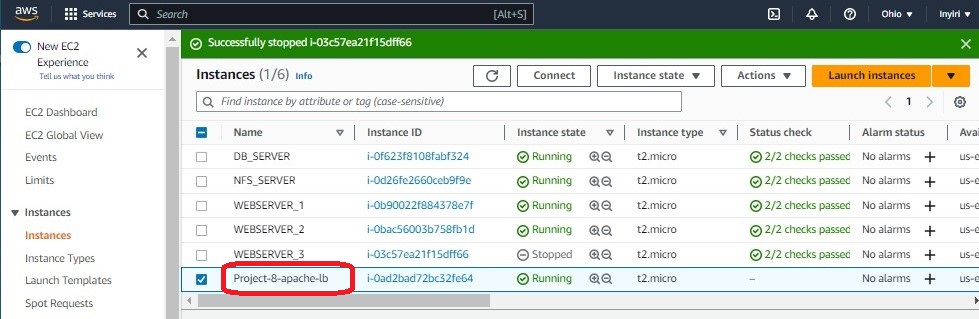 aws Services Search [Alt+S] Ohio Inyiri
New EC2 Experience
Tell us what you think
Successfully stopped i-03c57ea21f15dff66
Instances (1/6) Info Connect Instance state Actions Launch instances
Find instance by attribute or tag (case-sensitive) 1
EC2 Dashboard
EC2 Global View
Events
Limits
Instances
Instances
Instance Types
Launch Templates
Spot Requests
Name Instance ID Instance state Instance type Status check Alarm status Avai
DB_SERVER i-0f623f8108fabf324 Running t2.micro 2/2 checks passed No alarms + us-e
NFS_SERVER i-0d26fe2660ceb9f9e Running t2.micro 2/2 checks passed No alarms + us-e
WEBSERVER_1 i-0b90022f884378e7f Running t2.micro 2/2 checks passed No alarms + us-e
WEBSERVER_2 i-0bac56003b758fb1d Running t2.micro 2/2 checks passed No alarms + us-e
WEBSERVER_3 i-03c57ea21f15dff66 Stopped t2.micro – No alarms + us-e
Project-8-apache-lb i-0ad2bad72bc32fe64 Running t2.micro – No alarms + us-e